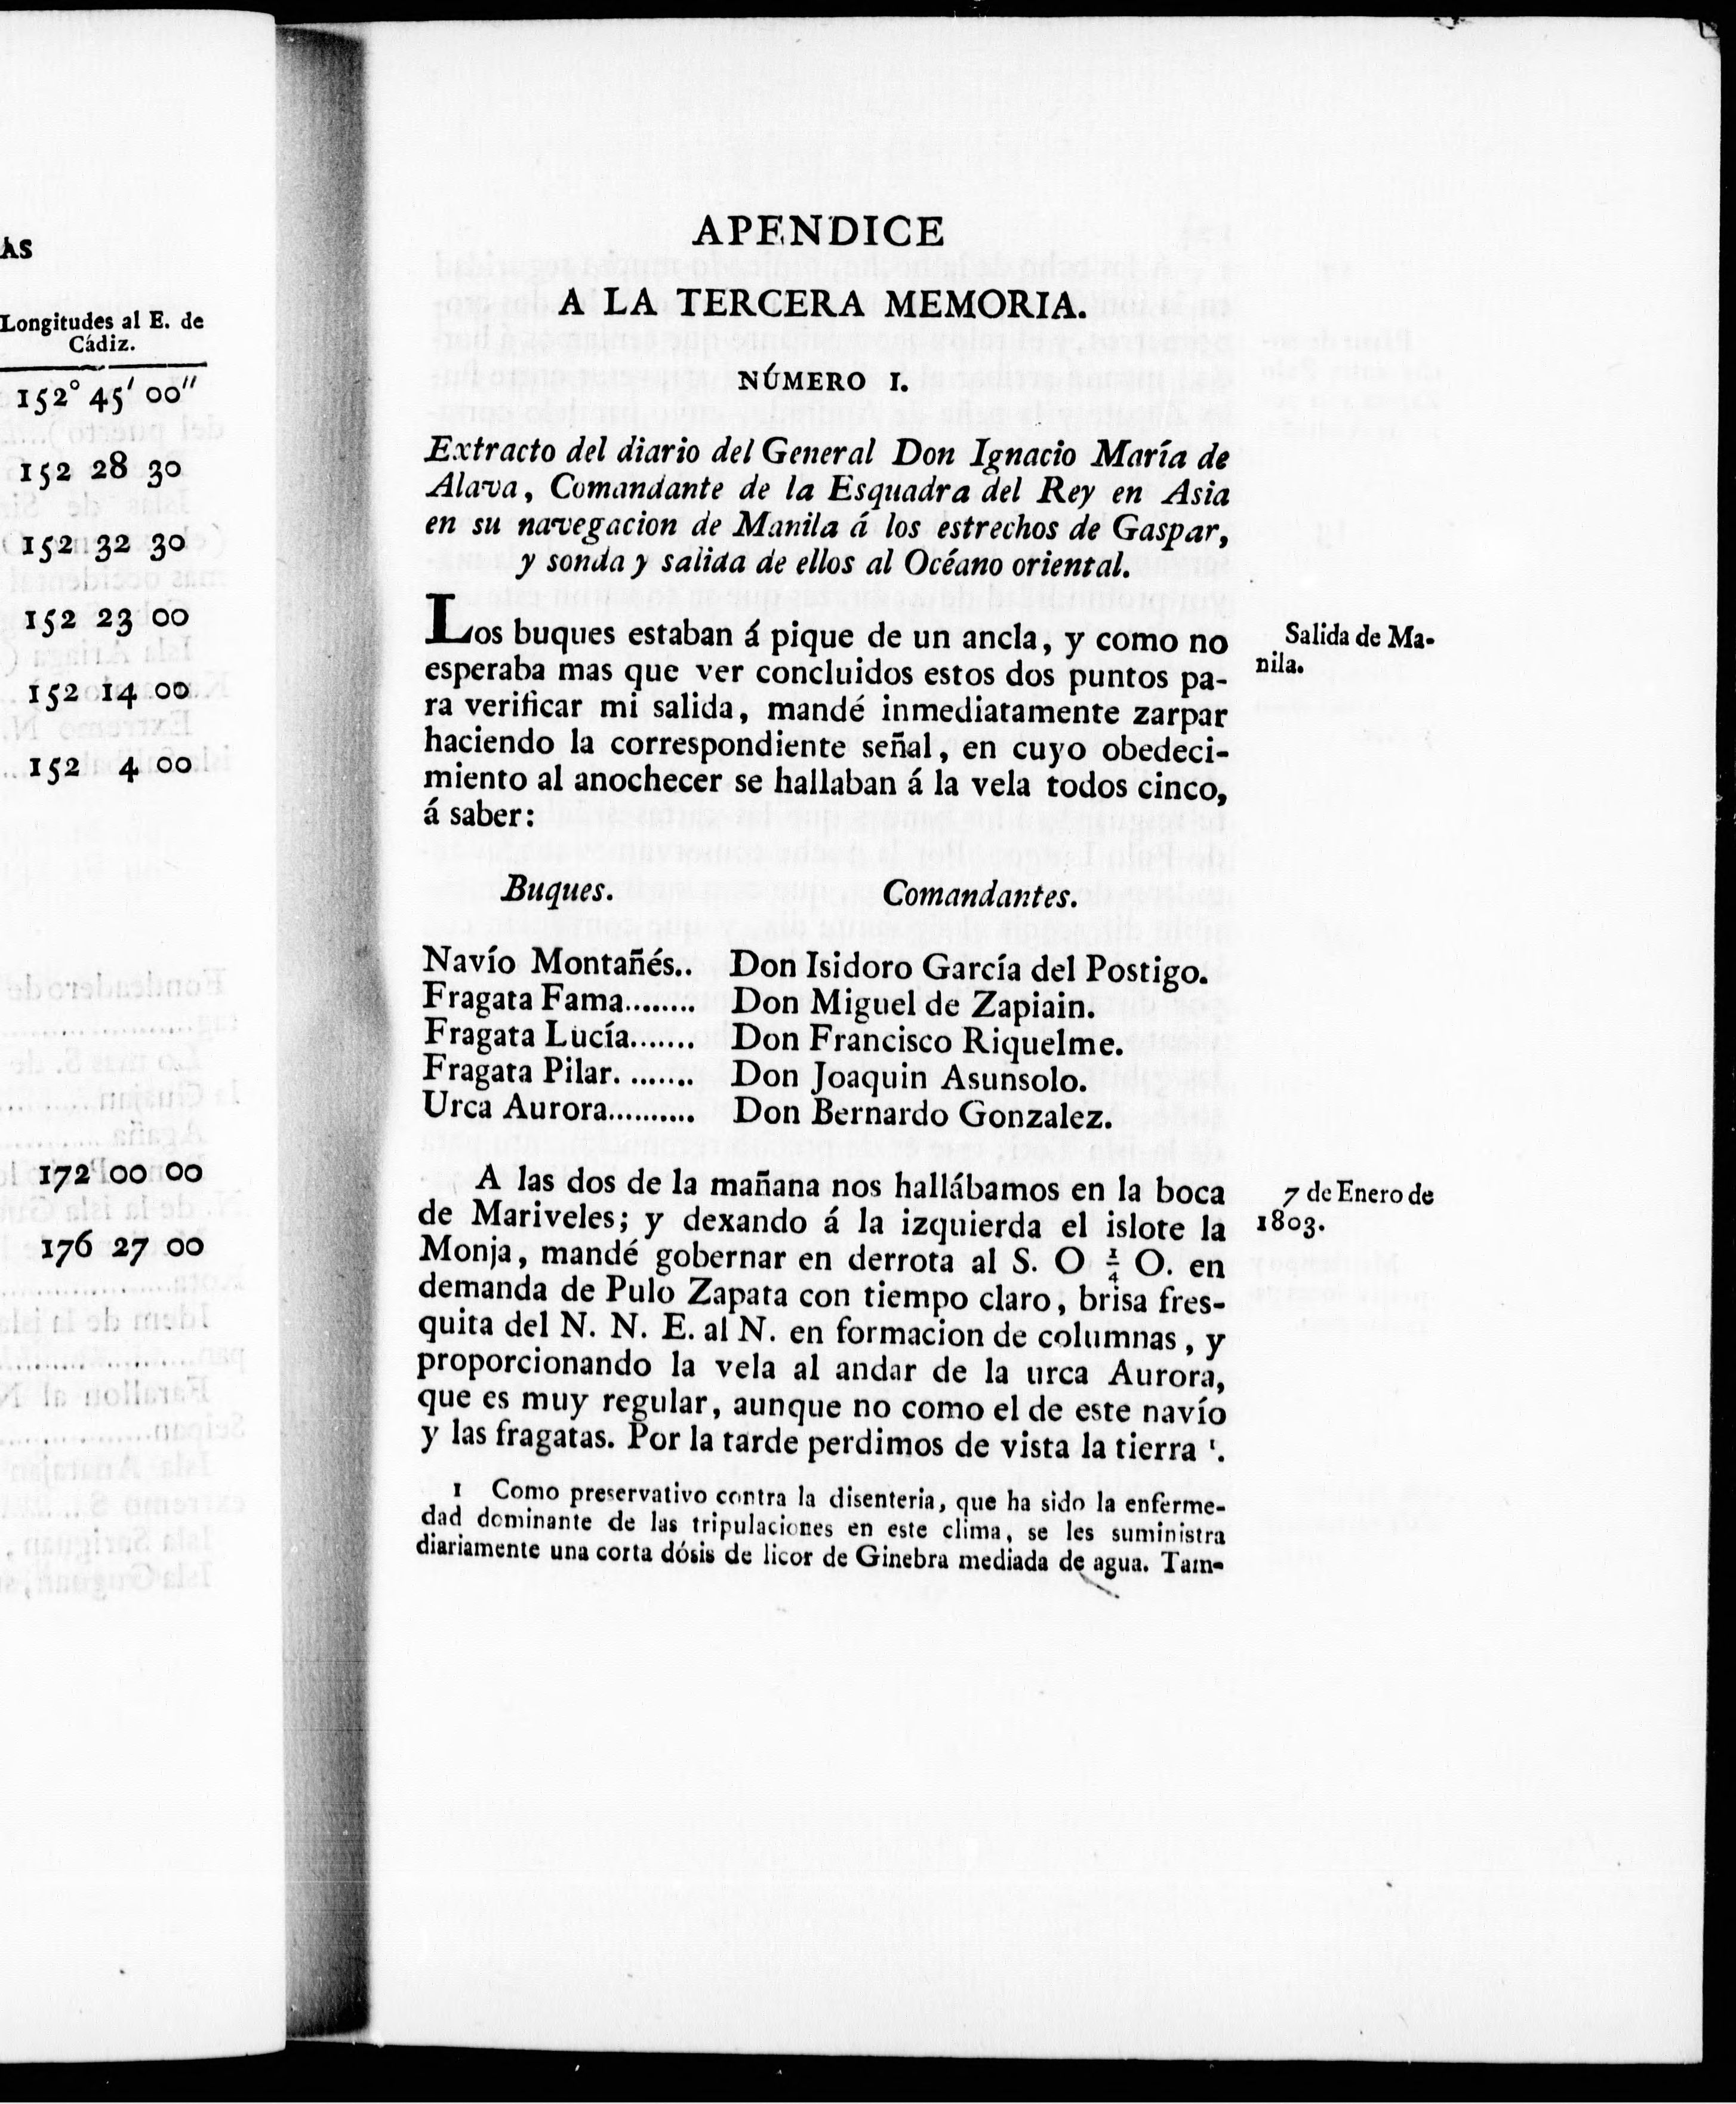 AS
Longitudes al E. de
Cádiz.
152° 45' 00"
152 28 30
152 32 30
152 23 00
152 14 00
152 4 00
172 00 00
176 27 00
APENDICE
A LA TERCERA MEMORIA.
NÚMERO I.
Extracto del diario del General Don Ignacio María de
Alava, Comandante de la Esquadra del Rey en Asia
en su navegacion de Manila á los estrechos de Gaspar,
y sonda y salida de ellos al Océano oriental.
Los buques estaban á pique de un ancla, y como no
esperaba mas que ver concluidos estos dos puntos pa-
ra verificar mi salida, mandé inmediatamente zarpar
haciendo la correspondiente señal, en cuyo obedeci-
miento al anochecer se hallaban á la vela todos cinco,
á saber:
Salida de Ma-
nila.
Buques. Comandantes.
Navío Montañés.. Don Isidoro García del Postigo.
Fragata Fama........ Don Miguel de Zapiain.
Fragata Lucía....... Don Francisco Riquelme.
Fragata Pilar. ....... Don Joaquin Asunsolo.
Urca Aurora.......... Don Bernardo Gonzalez.
A las dos de la mañana nos hallábamos en la boca
de Mariveles; y dexando á la izquierda el islote la
Monja, mandé gobernar en derrota al S. O ¼ O. en
demanda de Pulo Zapata con tiempo claro, brisa fres-
quita del N. N. E. al N. en formacion de columnas, y
proporcionando la vela al andar de la urca Aurora,
que es muy regular, aunque no como el de este navío
y las fragatas. Por la tarde perdimos de vista la tierra ¹.
7 de Enero de
1803.
1 Como preservativo contra la disenteria, que ha sido la enferme-
dad dominante de las tripulaciones en este clima, se les suministra
diariamente una corta dósis de licor de Ginebra mediada de agua. Tam-